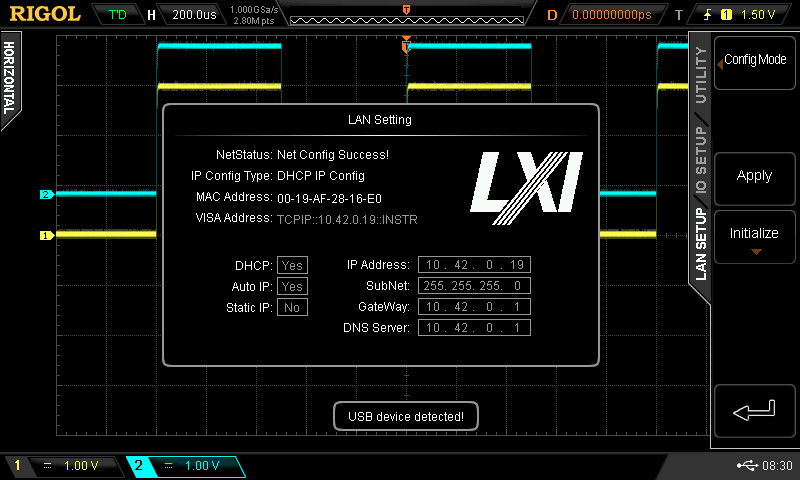 RIGOL T'D H 200.0us 1.000GSa/s 2.80M pts T D 0.00000000ps T 1 1.50 V
HORIZONTAL
T
2
1
LAN Setting
NetStatus: Net Config Success!
IP Config Type: DHCP IP Config
MAC Address: 00-19-AF-28-16-E0
VISA Address: TCPIP::10.42.0.19::INSTR
LXI
DHCP: Yes
Auto IP: Yes
Static IP: No
IP Address: 10 . 42 . 0 . 19
SubNet: 255. 255. 255. 0
GateWay: 10 . 42 . 0 . 1
DNS Server: 10 . 42 . 0 . 1
USB device detected!
UTILITY
IO SETUP
LAN SETUP
Config Mode
Apply
Initialize
1 1.00 V
2 1.00 V
08:30